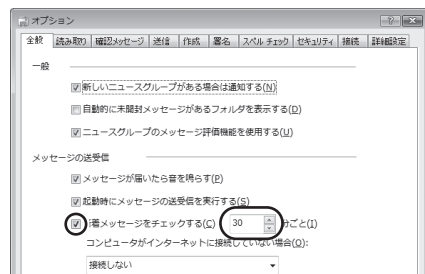 オプション
全般 読み取り 確認メッセージ 送信 作成 署名 スペル チェック セキュリティ 接続 詳細設定
一般
新しいニュースグループがある場合は通知する(N)
自動的に未開封メッセージがあるフォルダを表示する(D)
ニュースグループのメッセージ評価機能を使用する(U)
メッセージの送受信
メッセージが届いたら音を鳴らす(P)
起動時にメッセージの送受信を実行する(S)
着メッセージをチェックする(C) 30 分ごと(I)
コンピュータがインターネットに接続していない場合(O):
接続しない